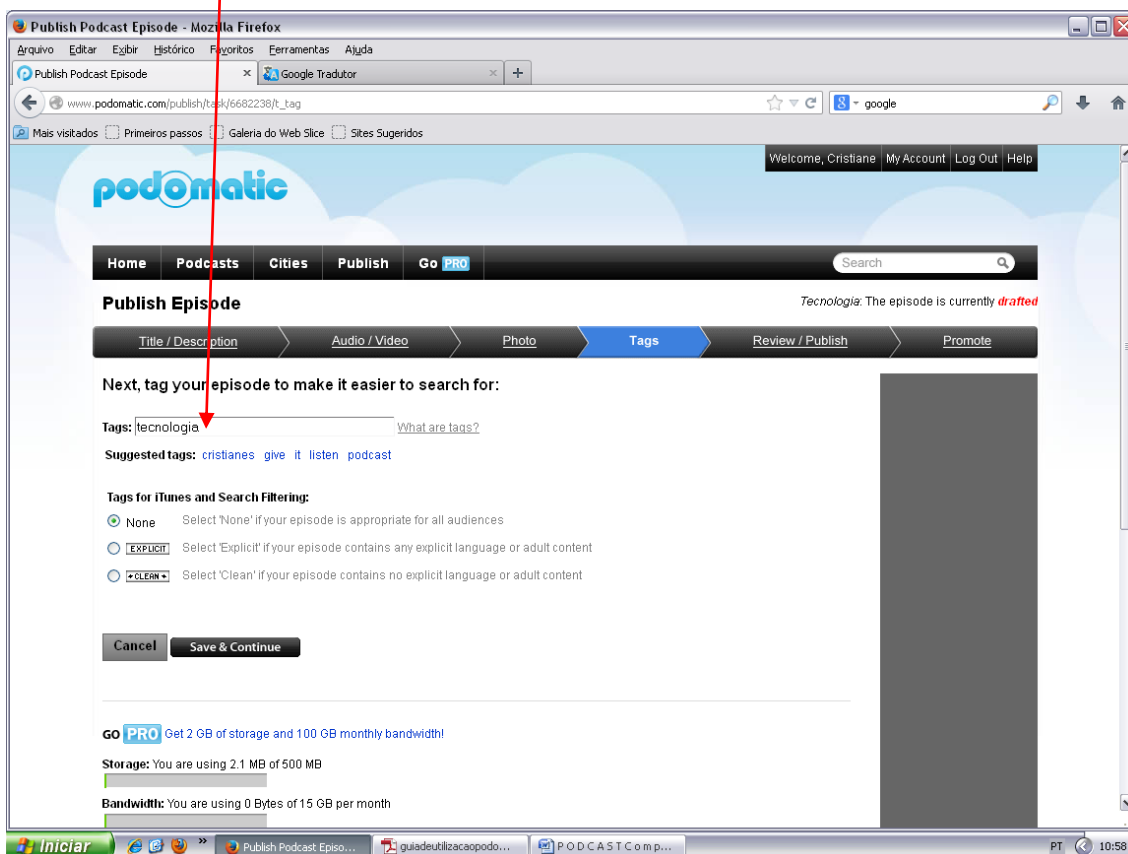 Publish Podcast Episode - Mozilla Firefox
Arquivo Editar Exibir Histórico Favoritos Ferramentas Ajuda
Publish Podcast Episode × Google Tradutor × +
www.podomatic.com/publish/task/6682238/t_tag google
Mais visitados Primeiros passos Galeria do Web Slice Sites Sugeridos
Welcome, Cristiane My Account Log Out Help
podomatic
Home Podcasts Cities Publish Go PRO Search
Publish Episode Tecnologia: The episode is currently drafted
Title / Description Audio / Video Photo Tags Review / Publish Promote
Next, tag your episode to make it easier to search for:
Tags: tecnologia What are tags?
Suggested tags: cristianes give it listen podcast
Tags for iTunes and Search Filtering:
None Select 'None' if your episode is appropriate for all audiences
EXPLICIT Select 'Explicit' if your episode contains any explicit language or adult content
CLEAN Select 'Clean' if your episode contains no explicit language or adult content
Cancel Save & Continue
GO PRO Get 2 GB of storage and 100 GB monthly bandwidth!
Storage: You are using 2.1 MB of 500 MB
Bandwidth: You are using 0 Bytes of 15 GB per month
Iniciar » Publish Podcast Episo... guiadeutilizacaopodo... P O D C A S T C o m p ... PT 10:58